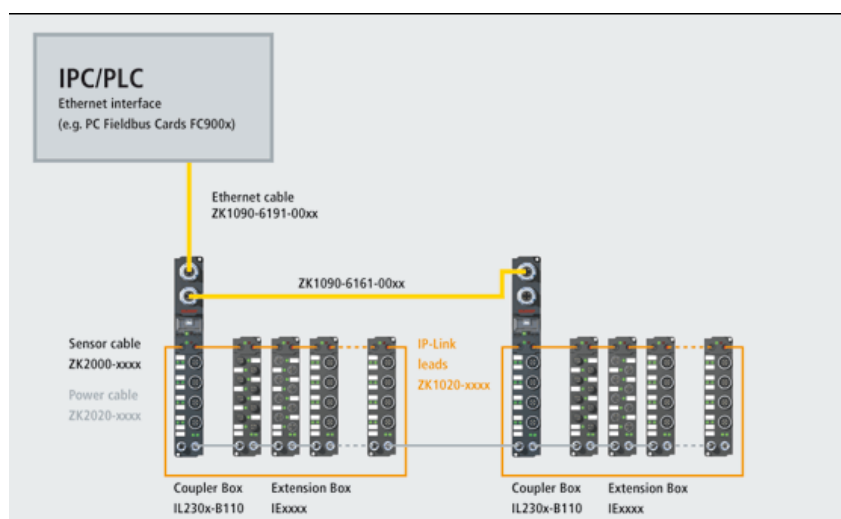 IPC/PLC
Ethernet interface
(e.g. PC Fieldbus Cards FC900x)
Ethernet cable
ZK1090-6191-00xx
ZK1090-6161-00xx
Sensor cable
ZK2000-xxxx
Power cable
ZK2020-xxxx
IP-Link
leads
ZK1020-xxxx
Coupler Box
IL230x-B110
Extension Box
IExxxx
Coupler Box
IL230x-B110
Extension Box
IExxxx